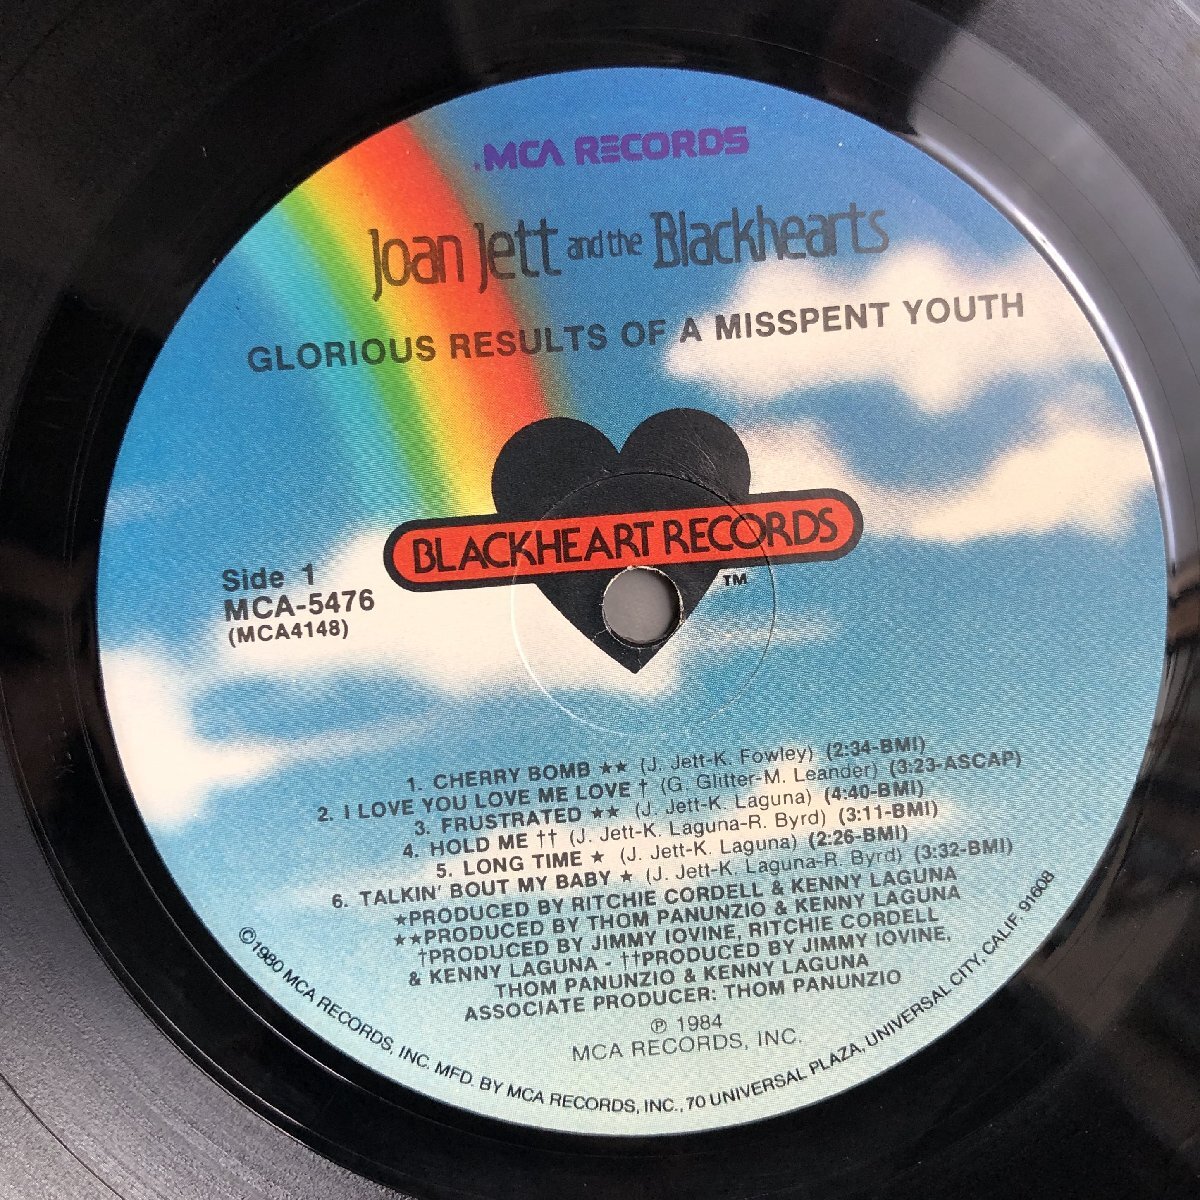 MCA RECORDS
Joan Jett and the Blackhearts
GLORIOUS RESULTS OF A MISSPENT YOUTH
BLACKHEART RECORDS
TM
Side 1
MCA-5476
(MCA4148)
1. CHERRY BOMB ★★ (J. Jett-K. Fowley) (2:34-BMI)
2. I LOVE YOU LOVE ME LOVE † (G. Glitter-M. Leander) (3:23-ASCAP)
3. FRUSTRATED ★★ (J. Jett-K. Laguna) (4:40-BMI)
4. HOLD ME †† (J. Jett-K. Laguna-R. Byrd) (3:11-BMI)
5. LONG TIME ★ (J. Jett-K. Laguna) (2:26-BMI)
6. TALKIN' BOUT MY BABY ★ (J. Jett-K. Laguna-R. Byrd) (3:32-BMI)
★PRODUCED BY RITCHIE CORDELL & KENNY LAGUNA
★★PRODUCED BY THOM PANUNZIO & KENNY LAGUNA
†PRODUCED BY JIMMY IOVINE, RITCHIE CORDELL
& KENNY LAGUNA - ††PRODUCED BY JIMMY IOVINE,
THOM PANUNZIO & KENNY LAGUNA
ASSOCIATE PRODUCER: THOM PANUNZIO
℗ 1984
MCA RECORDS, INC.
©1980 MCA RECORDS, INC. MFD. BY MCA RECORDS, INC., 70 UNIVERSAL PLAZA, UNIVERSAL CITY, CALIF. 91608